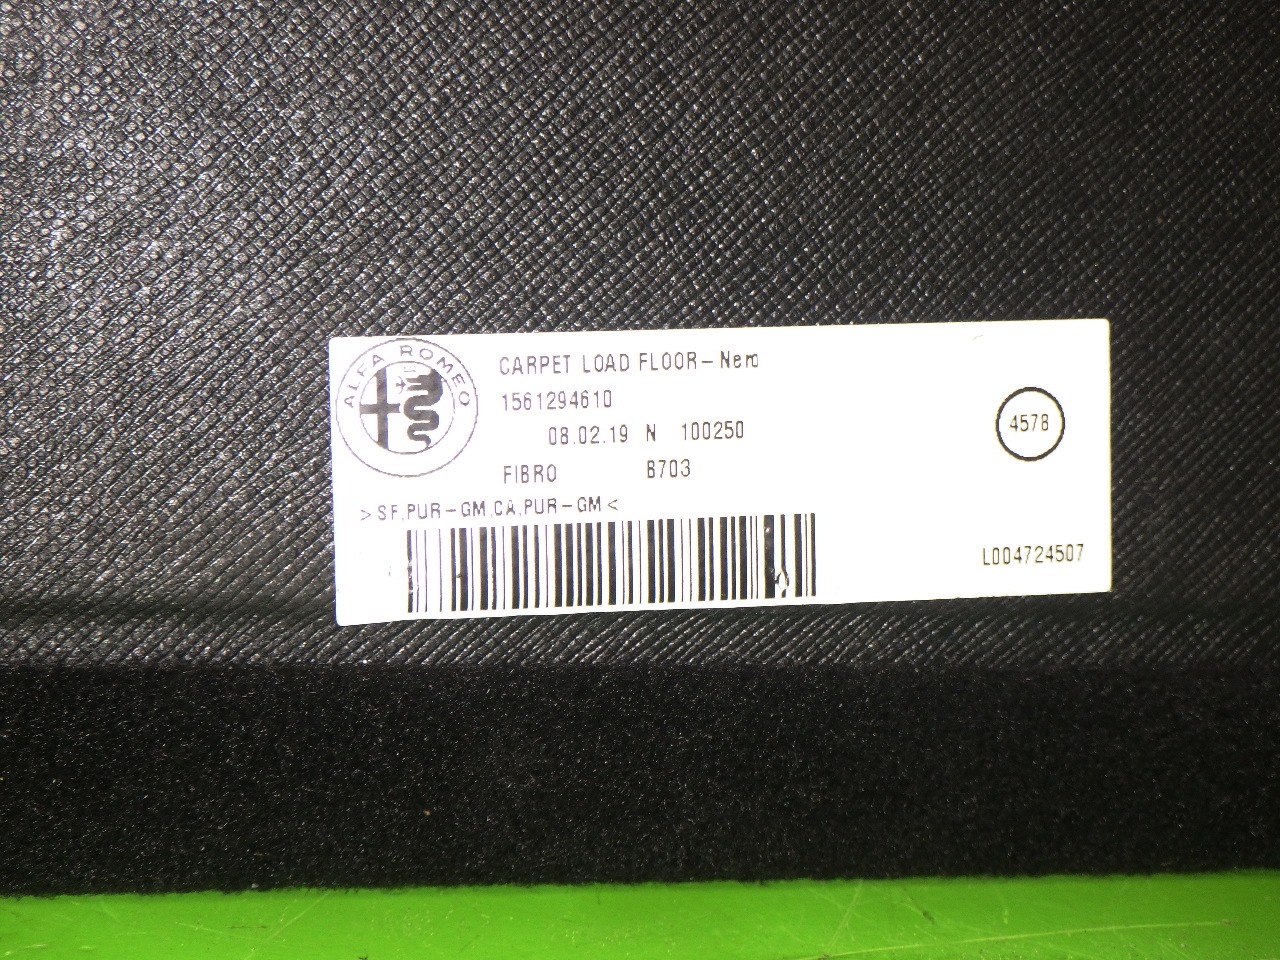 ALFA ROMEO
CARPET LOAD FLOOR-Nero
1561294610
4578
08.02.19 N 100250
FIBRO B703
>SF,PUR-GM,CA,PUR-GM<
L004724507